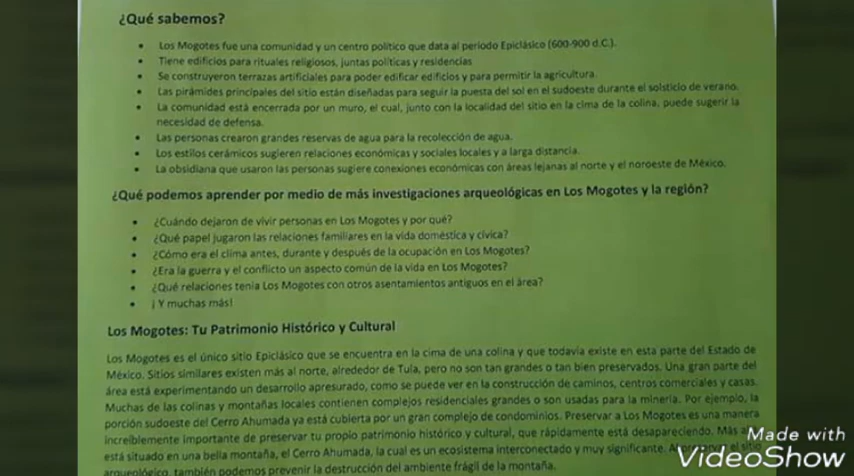 ¿Qué sabemos?
• Los Mogotes fue una comunidad y un centro político que data al período Epiclásico (600-900 d.C.).
• Tiene edificios para rituales religiosos, juntas políticas y residencias
• Se construyeron terrazas artificiales para poder edificar edificios y para permitir la agricultura.
• Las pirámides principales del sitio están diseñadas para seguir la puesta del sol en el sudoeste durante el solsticio de verano.
• La comunidad está encerrada por un muro, el cual, junto con la localidad del sitio en la cima de la colina, puede sugerir la
necesidad de defensa.
• Las personas crearon grandes reservas de agua para la recolección de agua.
• Los estilos cerámicos sugieren relaciones económicas y sociales locales y a larga distancia.
• La obsidiana que usaron las personas sugiere conexiones económicas con áreas lejanas al norte y el noroeste de México.
¿Qué podemos aprender por medio de más investigaciones arqueológicas en Los Mogotes y la región?
• ¿Cuándo dejaron de vivir personas en Los Mogotes y por qué?
• ¿Qué papel jugaron las relaciones familiares en la vida doméstica y cívica?
• ¿Cómo era el clima antes, durante y después de la ocupación en Los Mogotes?
• ¿Era la guerra y el conflicto un aspecto común de la vida en Los Mogotes?
• ¿Qué relaciones tenía Los Mogotes con otros asentamientos antiguos en el área?
• ¡ Y muchas más!
Los Mogotes: Tu Patrimonio Histórico y Cultural
Los Mogotes es el único sitio Epiclásico que se encuentra en la cima de una colina y que todavía existe en esta parte del Estado de
México. Sitios similares existen más al norte, alrededor de Tula, pero no son tan grandes o tan bien preservados. Una gran parte del
área está experimentando un desarrollo apresurado, como se puede ver en la construcción de caminos, centros comerciales y casas.
Muchas de las colinas y montañas locales contienen complejos residenciales grandes o son usadas para la minería. Por ejemplo, la
porción sudoeste del Cerro Ahumada ya está cubierta por un gran complejo de condominios. Preservar a Los Mogotes es una manera
increíblemente importante de preservar tu propio patrimonio histórico y cultural, que rápidamente está desapareciendo. Más
está situado en una bella montaña, el Cerro Ahumada, la cual es un ecosistema interconectado y muy significante. el sitio
arqueológico, también podemos prevenir la destrucción del ambiente frágil de la montaña.
Made with
VideoShow